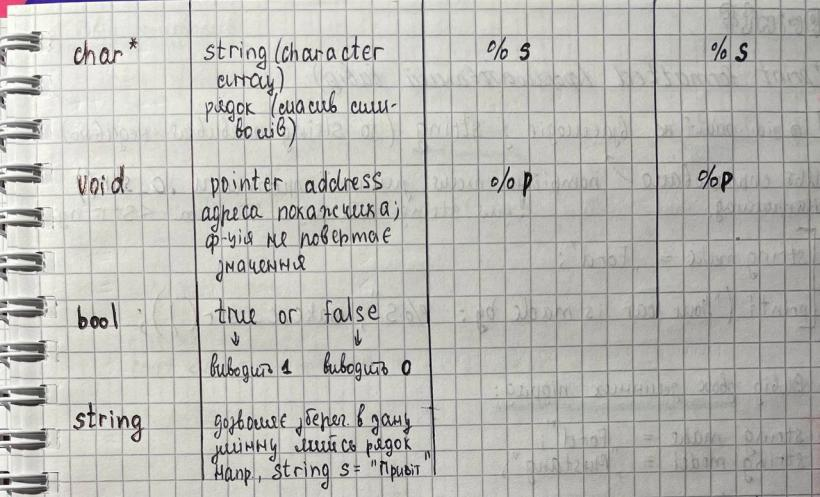 char* string (character %s %s
array)
рядок (масив сим-
волів)
void pointer address %p %p
адреса покажчика;
ф-ція не повертає
значення
bool true or false
↓ ↓
виводить 1 виводить 0
string дозволяє зберег. в дану
змінну якийсь рядок
напр, string s = "Привіт"